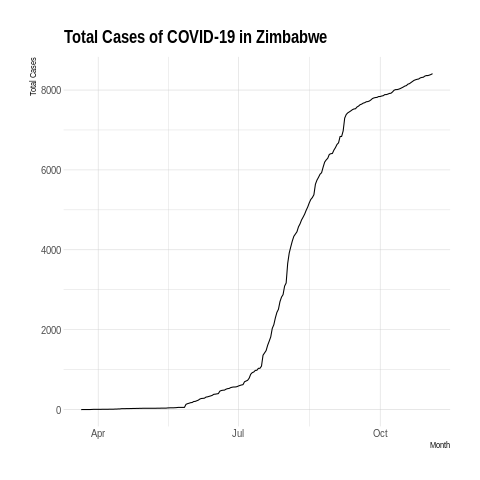 Total Cases of COVID-19 in Zimbabwe
Total Cases
8000
6000
4000
2000
0
Apr Jul Oct
Month